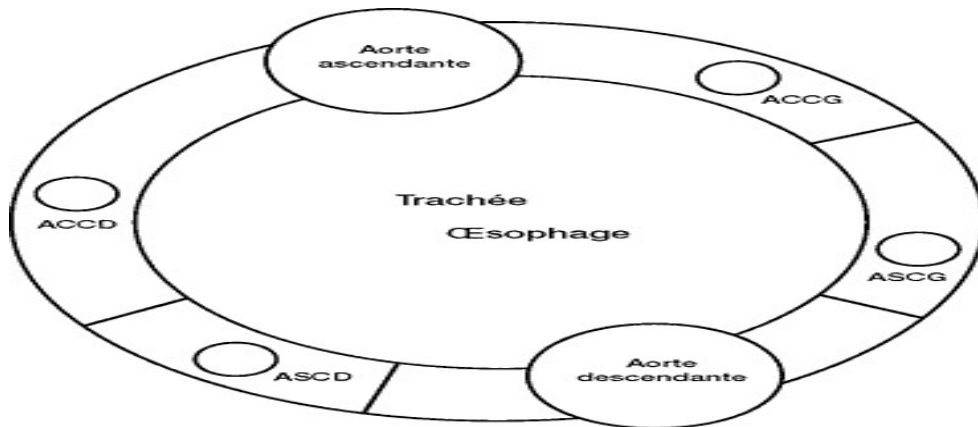 Aorte
ascendante
ACCG
Trachée
ACCD
Œsophage
ASCG
Aorte
descendante
ASCD